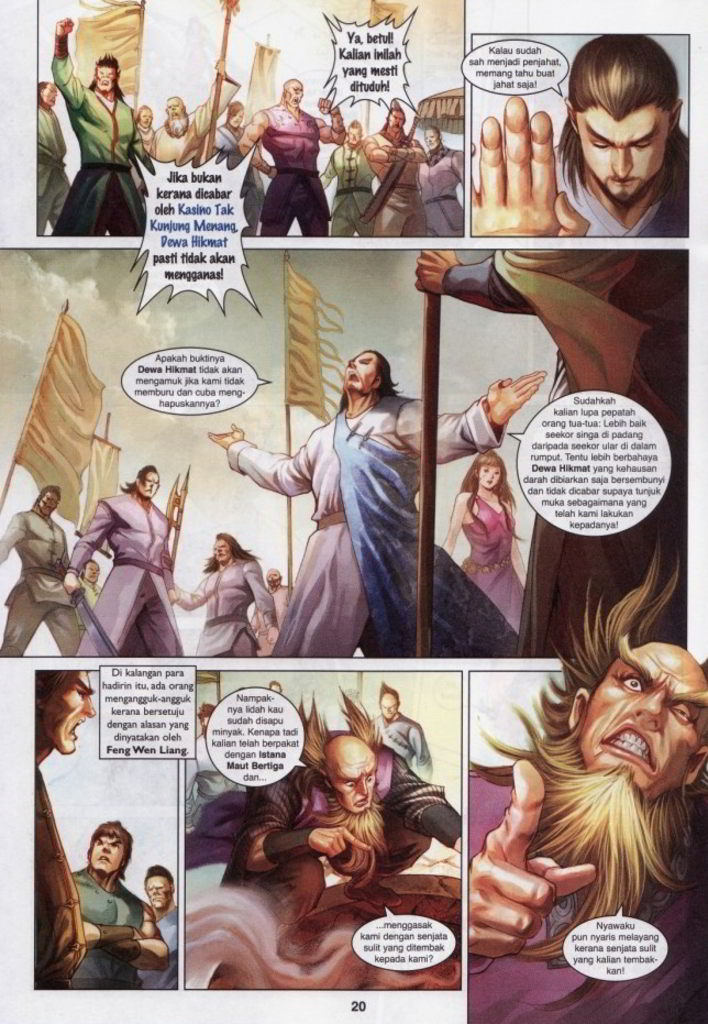 Ya, betul!
Kalian inilah
yang mesti
dituduh!
Jika bukan
kerana dicabar
oleh Kasino Tak
Kunjung Menang,
Dewa Hikmat
pasti tidak akan
mengganas!
Kalau sudah
sah menjadi penjahat,
memang tahu buat
jahat saja!
Apakah buktinya
Dewa Hikmat tidak akan
mengamuk jika kami tidak
memburu dan cuba meng-
hapuskannya?
Sudahkah
kalian lupa pepatah
orang tua-tua: Lebih baik
seekor singa di padang
daripada seekor ular di dalam
rumput. Tentu lebih berbahaya
Dewa Hikmat yang kehausan
darah dibiarkan saja bersembunyi
dan tidak dicabar supaya tunjuk
muka sebagaimana yang
telah kami lakukan
kepadanya!
Di kalangan para
hadirin itu, ada orang
mengangguk-angguk
kerana bersetuju
dengan alasan yang
dinyatakan oleh
Feng Wen Liang.
Nampak-
nya lidah kau
sudah disapu
minyak. Kenapa tadi
kalian telah berpakat
dengan Istana
Maut Bertiga
dan...
...menggasak
kami dengan senjata
sulit yang ditembak
kepada kami?
Nyawaku
pun nyaris melayang
kerana senjata sulit
yang kalian tembak-
kan!
20